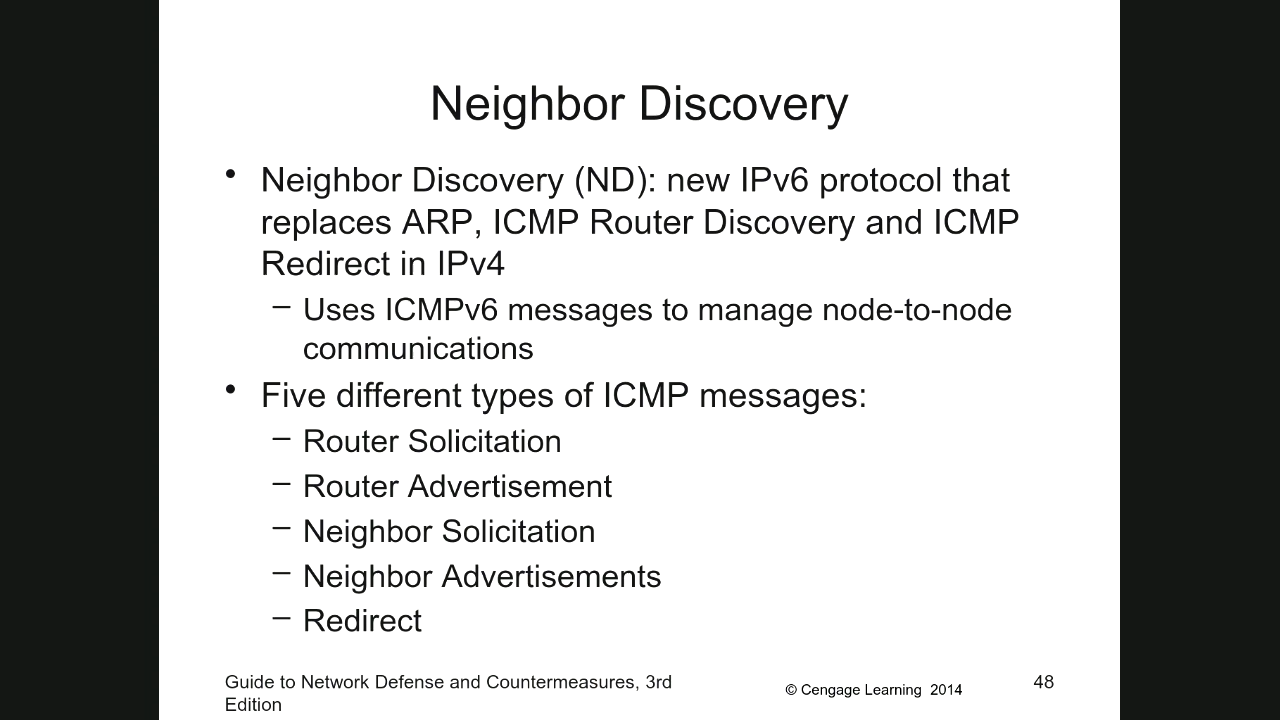 Neighbor Discovery
• Neighbor Discovery (ND): new IPv6 protocol that
replaces ARP, ICMP Router Discovery and ICMP
Redirect in IPv4
– Uses ICMPv6 messages to manage node-to-node
communications
• Five different types of ICMP messages:
– Router Solicitation
– Router Advertisement
– Neighbor Solicitation
– Neighbor Advertisements
– Redirect
Guide to Network Defense and Countermeasures, 3rd
Edition
© Cengage Learning 2014
48